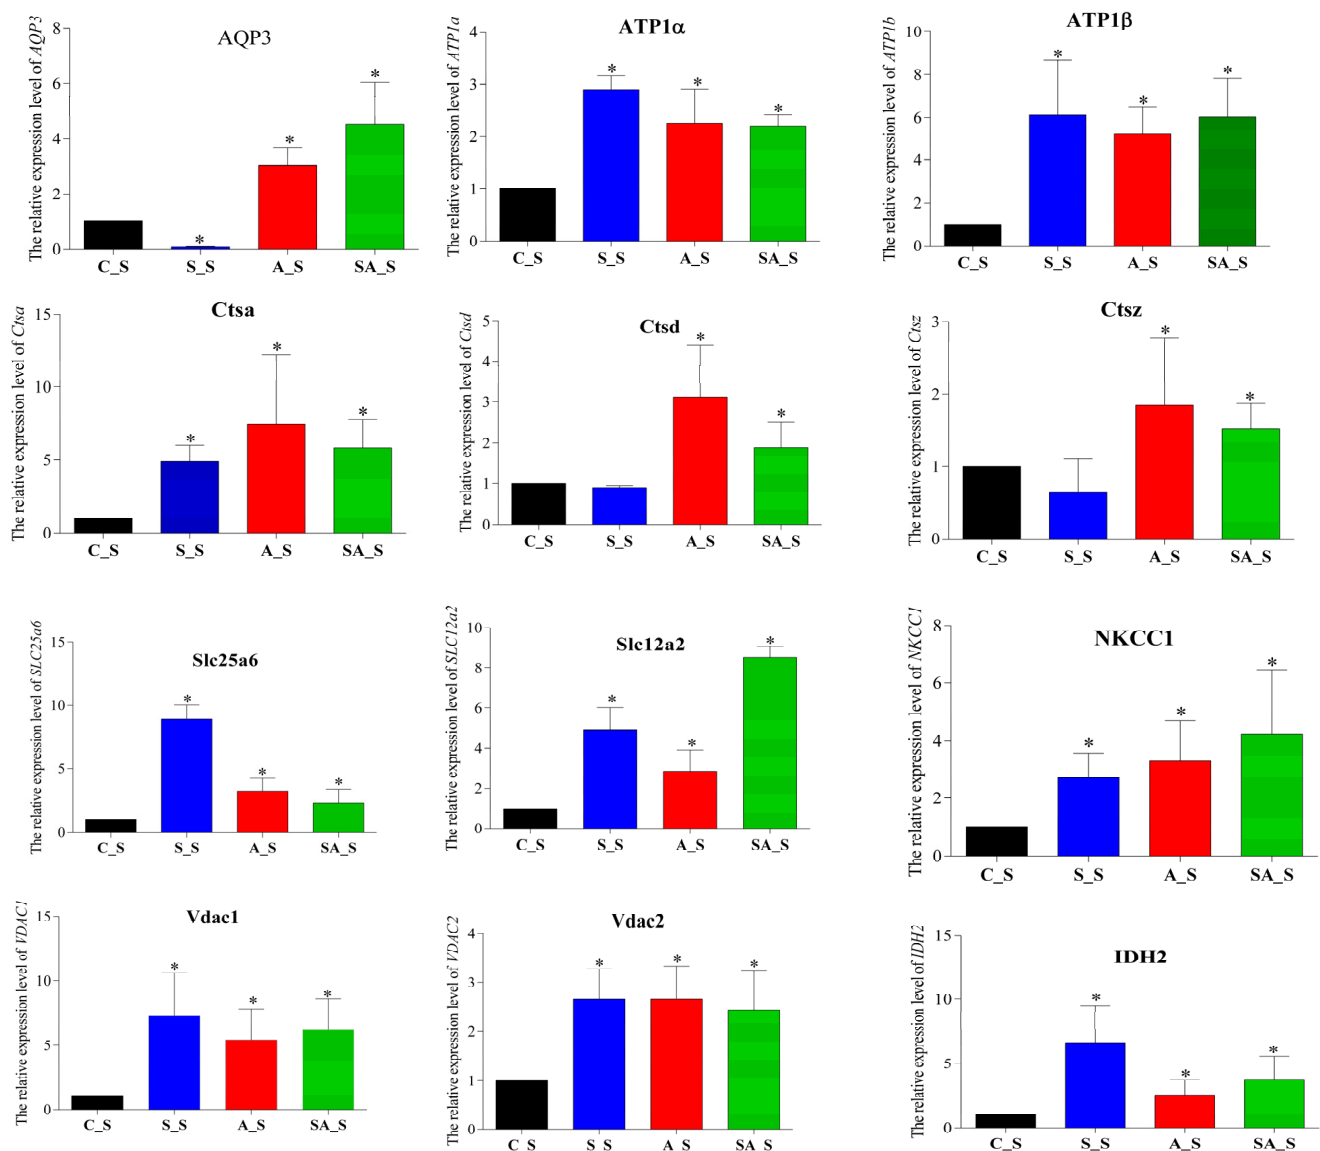 AQP3
The relative expression level of AQP3
8
6
4
2
0
C_S S_S A_S SA_S
ATP1α
The relative expression level of ATP1a
4
3
2
1
0
C_S S_S A_S SA_S
ATP1β
The relative expression level of ATP1b
10
8
6
4
2
0
C_S S_S A_S SA_S
Ctsa
The relative expression level of Ctsa
15
10
5
0
C_S S_S A_S SA_S
Ctsd
The relative expression level of Ctsd
5
4
3
2
1
0
C_S S_S A_S SA_S
Ctsz
The relative expression level of Ctsz
3
2
1
0
C_S S_S A_S SA_S
Slc25a6
The relative expression level of SLC25a6
15
10
5
0
C_S S_S A_S SA_S
Slc12a2
The relative expression level of SLC12a2
10
8
6
4
2
0
C_S S_S A_S SA_S
NKCC1
The relative expression level of NKCC1
8
6
4
2
0
C_S S_S A_S SA_S
Vdac1
The relative expression level of VDAC1
15
10
5
0
C_S S_S A_S SA_S
Vdac2
The relative expression level of VDAC2
4
3
2
1
0
C_S S_S A_S SA_S
IDH2
The relative expression level of IDH2
15
10
5
0
C_S S_S A_S SA_S